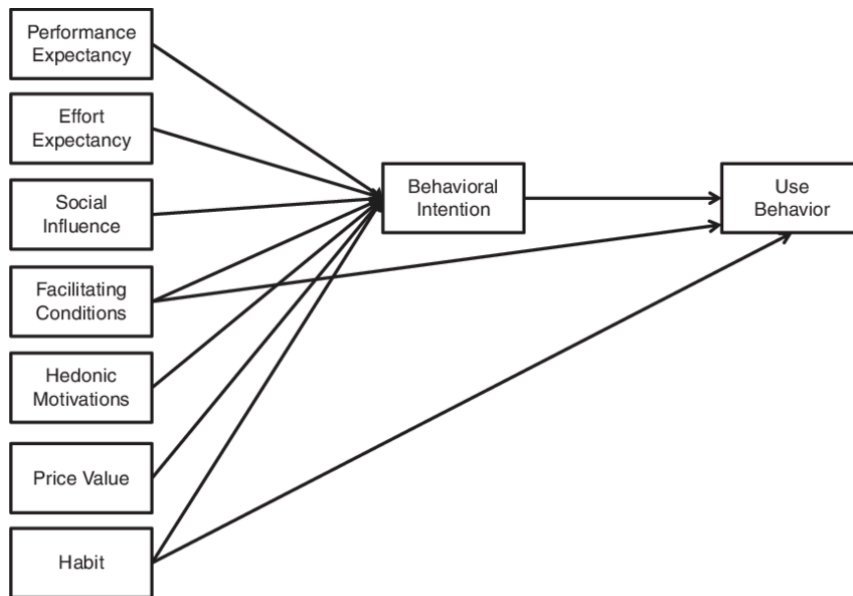 Performance
Expectancy
Effort
Expectancy
Social
Influence
Facilitating
Conditions
Hedonic
Motivations
Price Value
Habit
Behavioral
Intention
Use
Behavior